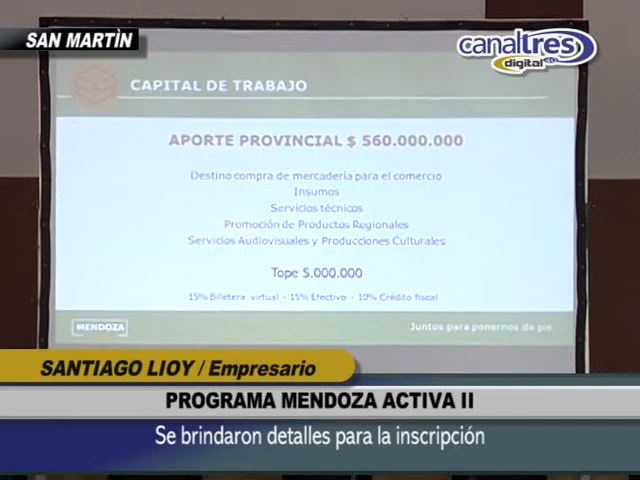 SAN MARTÌN
canaltres
digital
CAPITAL DE TRABAJO
APORTE PROVINCIAL $ 560.000.000
Destino compra de mercadería para el comercio
Insumos
Servicios técnicos
Promoción de Productos Regionales
Servicios Audiovisuales y Producciones Culturales
Tope 5.000.000
15% Billetera virtual - 15% Efectivo - 10% Crédito fiscal
MENDOZA
Juntos para ponernos de pie
SANTIAGO LIOY / Empresario
PROGRAMA MENDOZA ACTIVA II
Se brindaron detalles para la inscripción